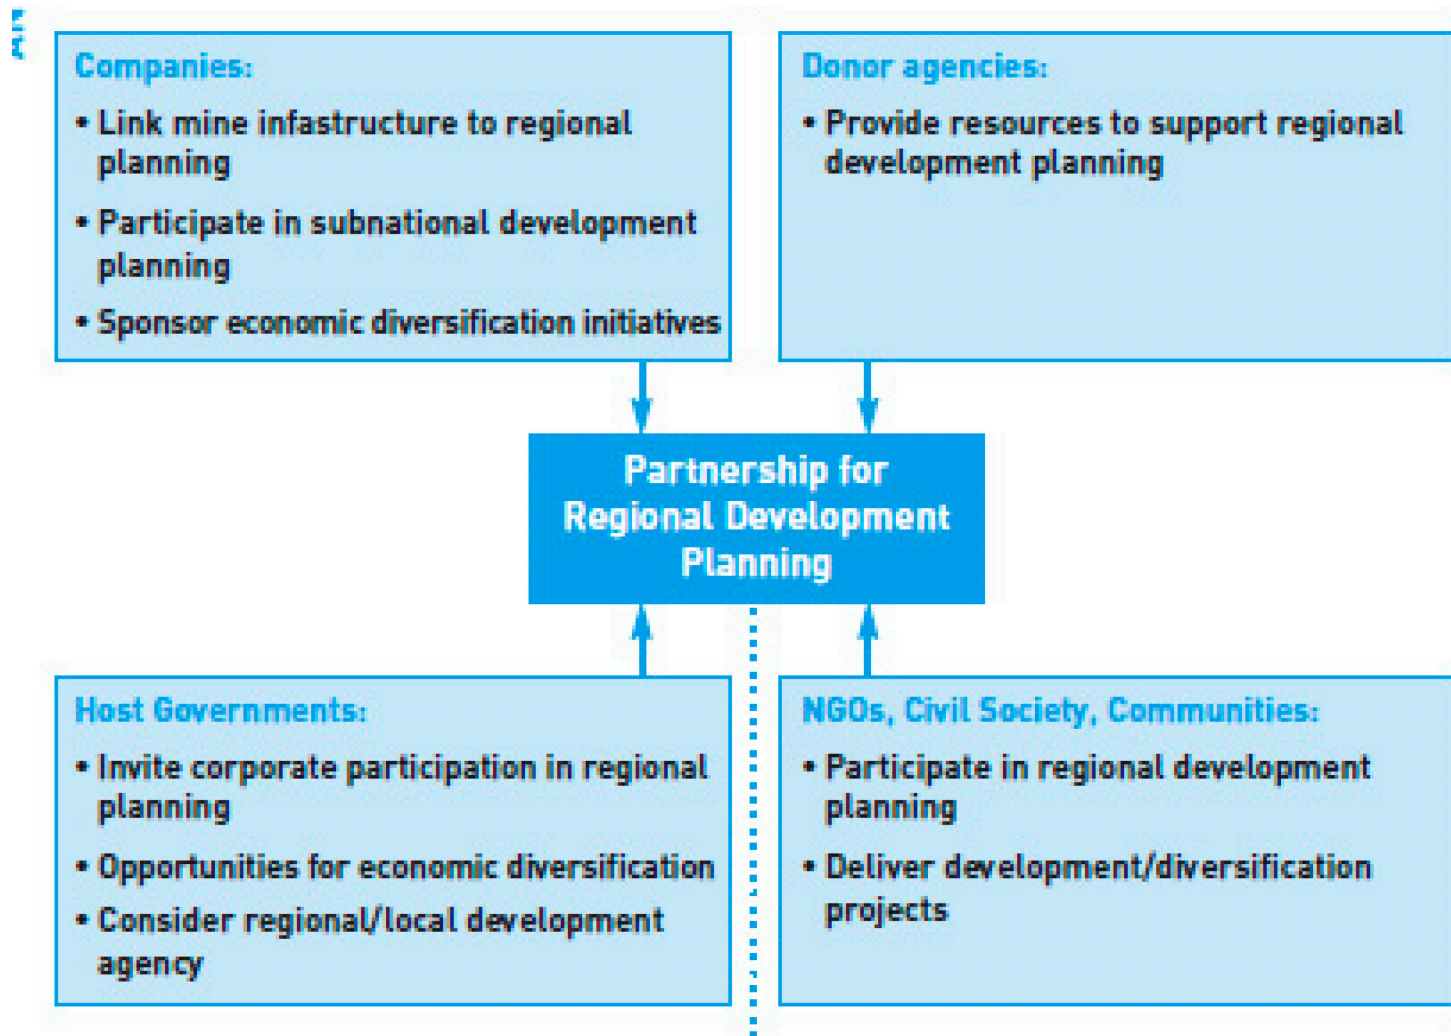 Companies:
• Link mine infastructure to regional
planning
• Participate in subnational development
planning
• Sponsor economic diversification initiatives
Donor agencies:
• Provide resources to support regional
development planning
Partnership for
Regional Development
Planning
Host Governments:
• Invite corporate participation in regional
planning
• Opportunities for economic diversification
• Consider regional/local development
agency
NGOs, Civil Society, Communities:
• Participate in regional development
planning
• Deliver development/diversification
projects